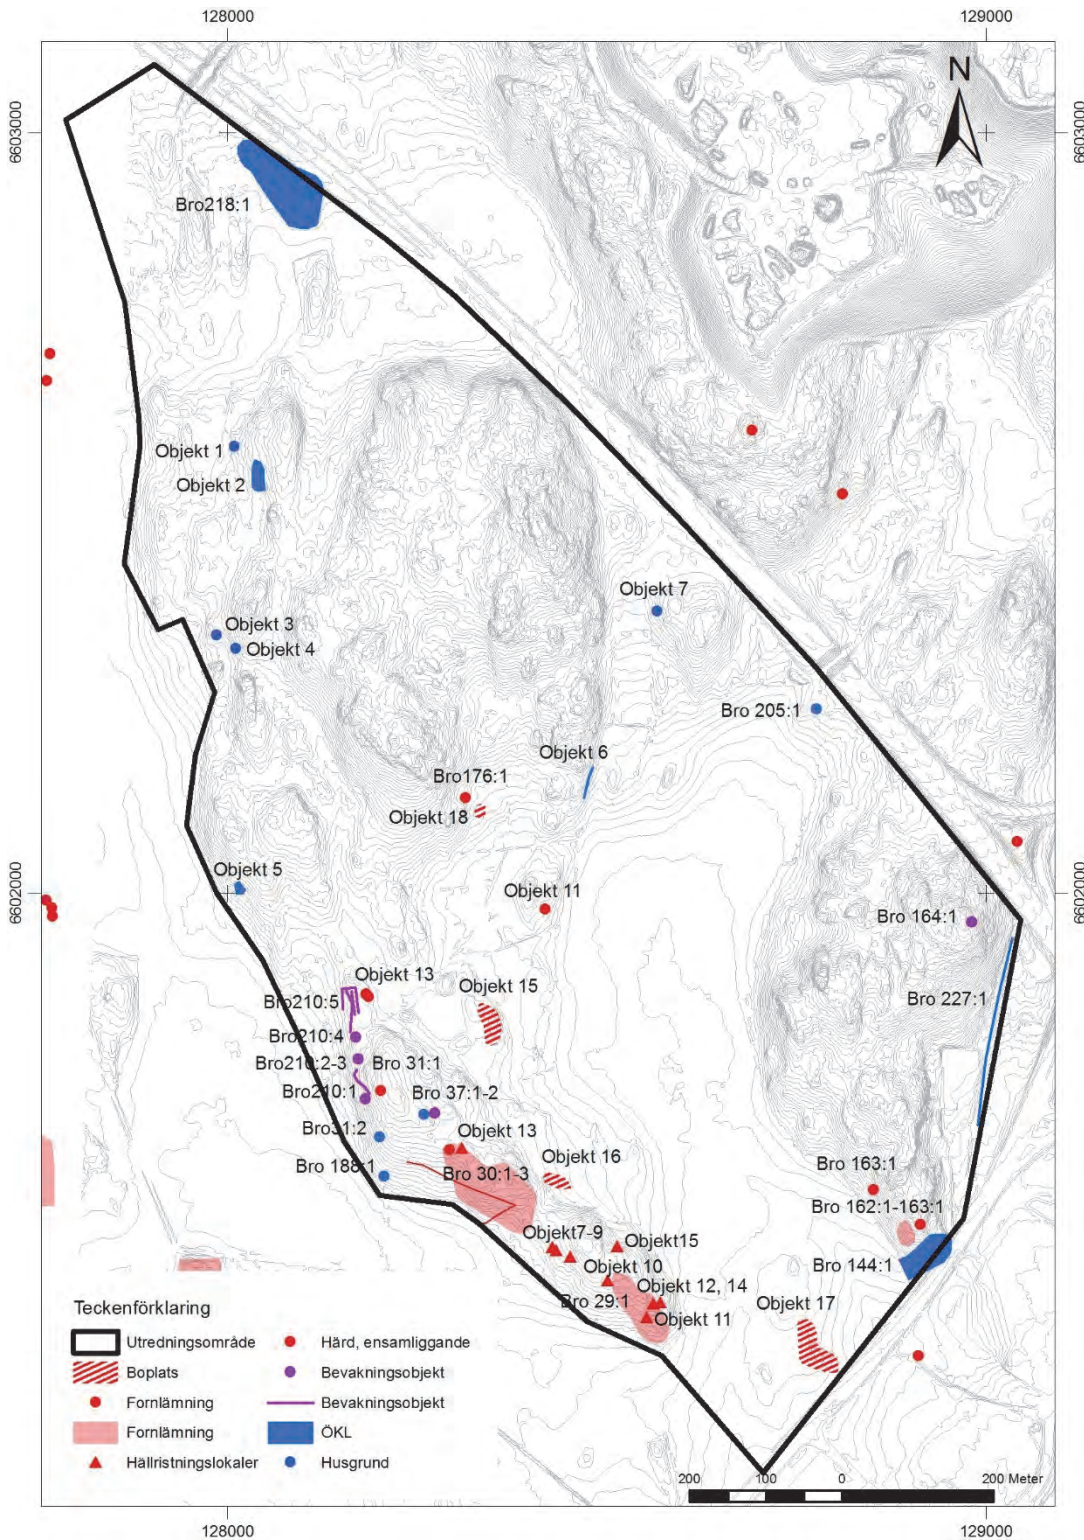 128000
129000
N
6603000
6603000
Bro218:1
Objekt 1
Objekt 2
Objekt 7
Objekt 3
Objekt 4
Bro 205:1
Objekt 6
Bro176:1
Objekt 18
Objekt 5
6602000
6602000
Objekt 11
Bro 164:1
Objekt 13
Objekt 15
Bro210:5
Bro 227:1
Bro210:4
Bro210:2-3
Bro 31:1
Bro210:1
Bro 37:1-2
Bro31:2
Objekt 13
Bro 188:1
Bro 30:1-3
Objekt 16
Bro 163:1
Bro 162:1-163:1
Objekt7-9
Objekt15
Objekt 10
Bro 144:1
Bro 29:1
Objekt 12, 14
Objekt 11
Objekt 17
Teckenförklaring
Utredningsområde
Härd, ensamliggande
Boplats
Bevakningsobjekt
Fornlämning
Bevakningsobjekt
Fornlämning
ÖKL
Hällristningslokaler
Husgrund
200 100 0 200 Meter
128000
129000